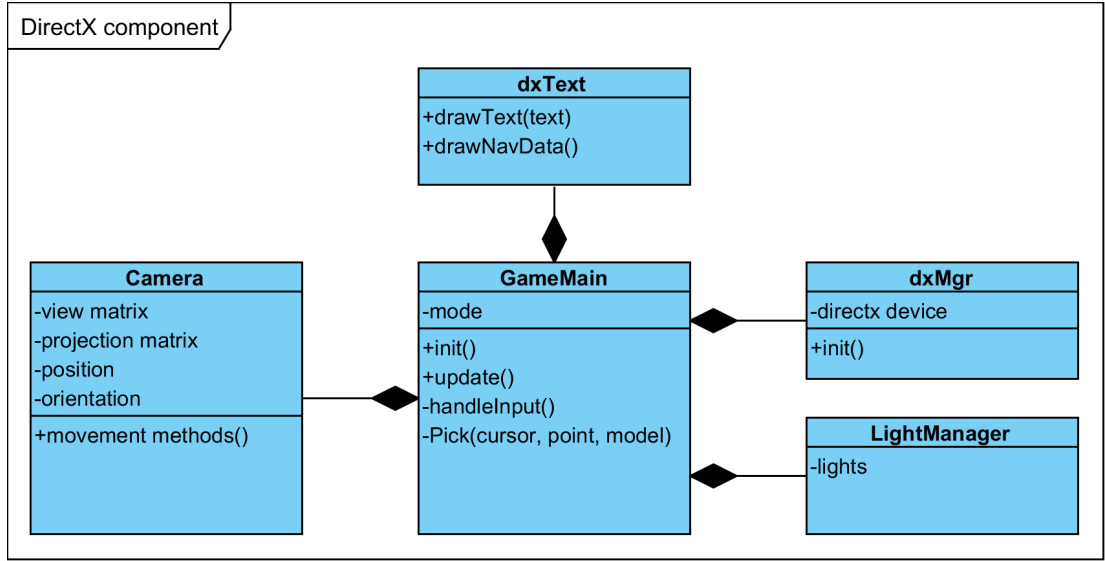 DirectX component
dxText
+drawText(text)
+drawNavData()
Camera
-view matrix
-projection matrix
-position
-orientation
+movement methods()
GameMain
-mode
+init()
+update()
-handleInput()
-Pick(cursor, point, model)
dxMgr
-directx device
+init()
LightManager
-lights